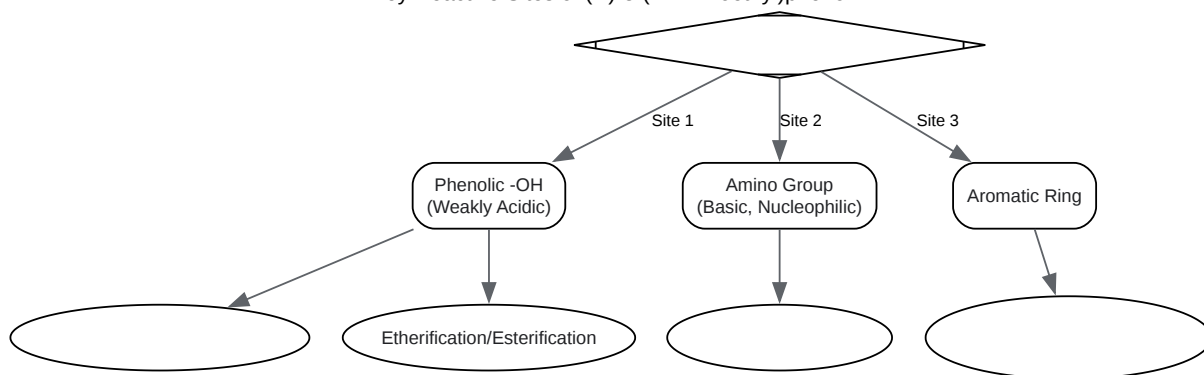 Site 1
Site 2
Site 3
Phenolic -OH
(Weakly Acidic)
Amino Group
(Basic, Nucleophilic)
Aromatic Ring
Etherification/Esterification